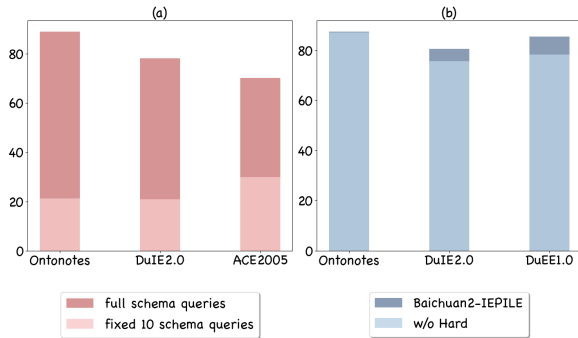 (a)
80
60
40
20
0
Ontonotes DuIE2.0 ACE2005
full schema queries
fixed 10 schema queries
(b)
80
60
40
20
0
Ontonotes DuIE2.0 DuEE1.0
Baichuan2-IEPILE
w/o Hard